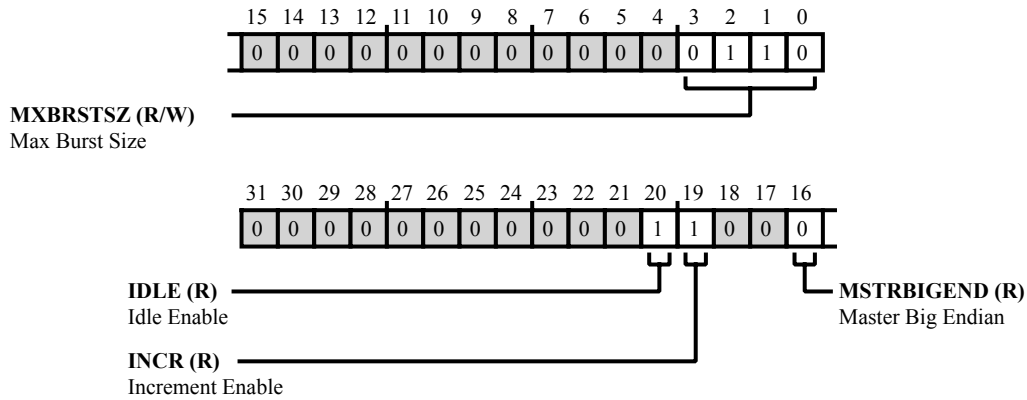 15 14 13 12 11 10 9 8 7 6 5 4 3 2 1 0
0 0 0 0 0 0 0 0 0 0 0 0 0 1 1 0
MXBRSTSZ (R/W)
Max Burst Size
31 30 29 28 27 26 25 24 23 22 21 20 19 18 17 16
0 0 0 0 0 0 0 0 0 0 0 1 1 0 0 0
IDLE (R)
Idle Enable
MSTRBIGEND (R)
Master Big Endian
INCR (R)
Increment Enable